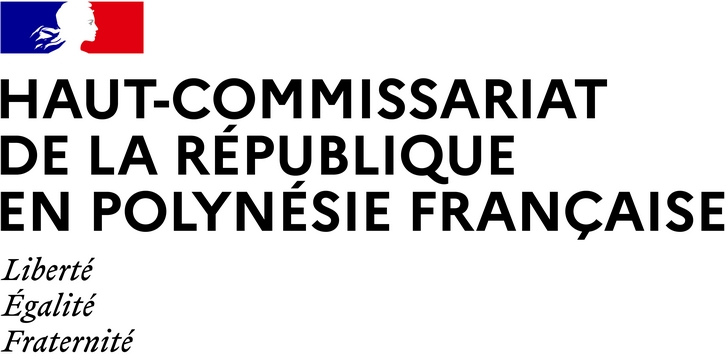 HAUT-COMMISSARIAT
DE LA RÉPUBLIQUE
EN POLYNÉSIE FRANÇAISE
Liberté
Égalité
Fraternité